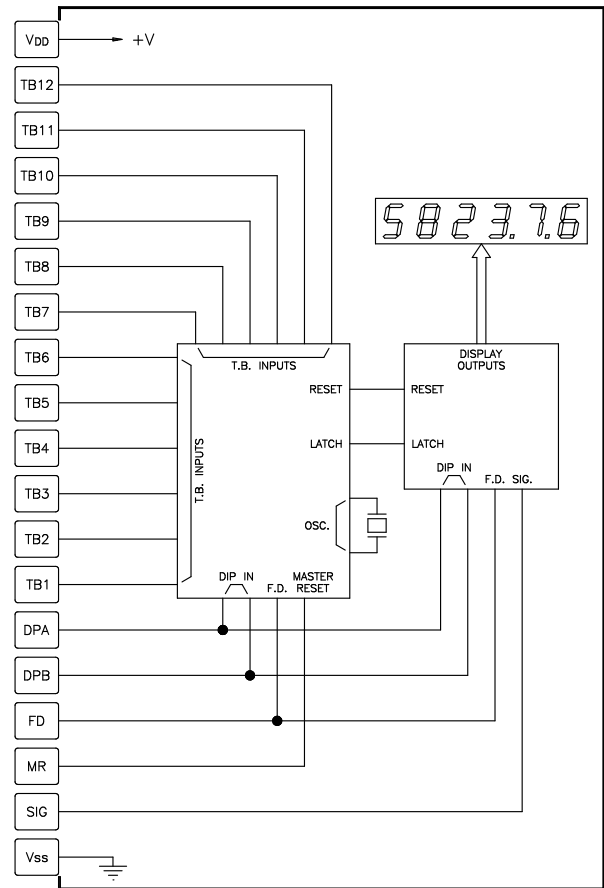 VDD
+V
TB12
TB11
TB10
TB9
TB8
TB7
TB6
TB5
TB4
TB3
TB2
TB1
DPA
DPB
FD
MR
SIG
Vss
5823.7.6
T.B. INPUTS
T.B. INPUTS
RESET
LATCH
OSC.
DIP IN
F.D.
MASTER
RESET
DISPLAY
OUTPUTS
RESET
LATCH
DIP IN
F.D. SIG.